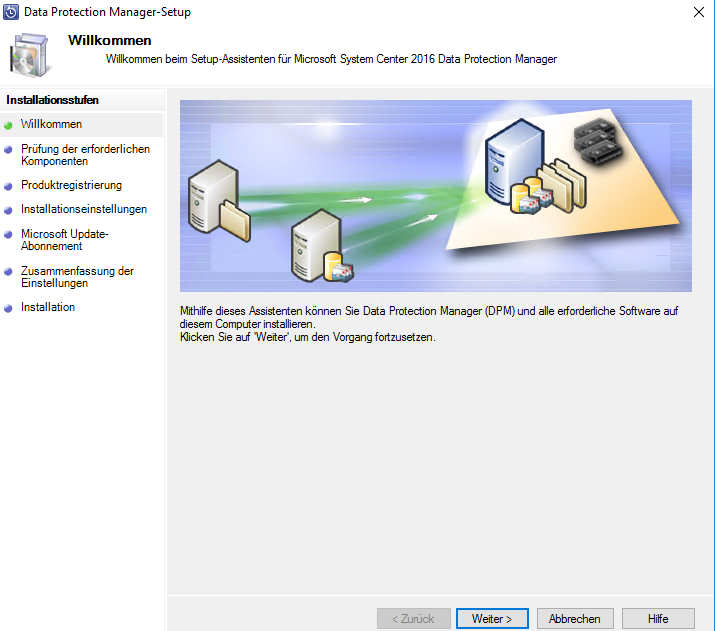 Data Protection Manager-Setup
Willkommen
Willkommen beim Setup-Assistenten für Microsoft System Center 2016 Data Protection Manager
Installationsstufen
Willkommen
Prüfung der erforderlichen
Komponenten
Produktregistrierung
Installationseinstellungen
Microsoft Update-
Abonnement
Zusammenfassung der
Einstellungen
Installation
Mithilfe dieses Assistenten können Sie Data Protection Manager (DPM) und alle erforderliche Software auf
diesem Computer installieren.
Klicken Sie auf 'Weiter', um den Vorgang fortzusetzen.
< Zurück
Weiter >
Abbrechen
Hilfe